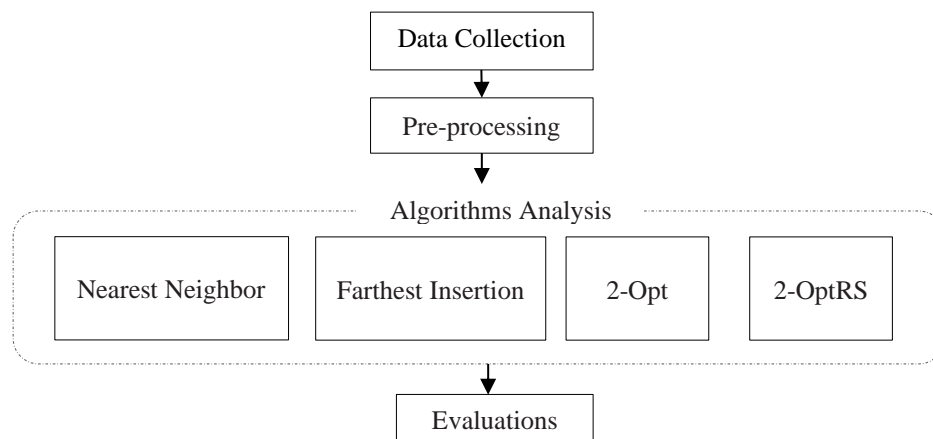 Data Collection
Pre-processing
Algorithms Analysis
Nearest Neighbor
Farthest Insertion
2-Opt
2-OptRS
Evaluations